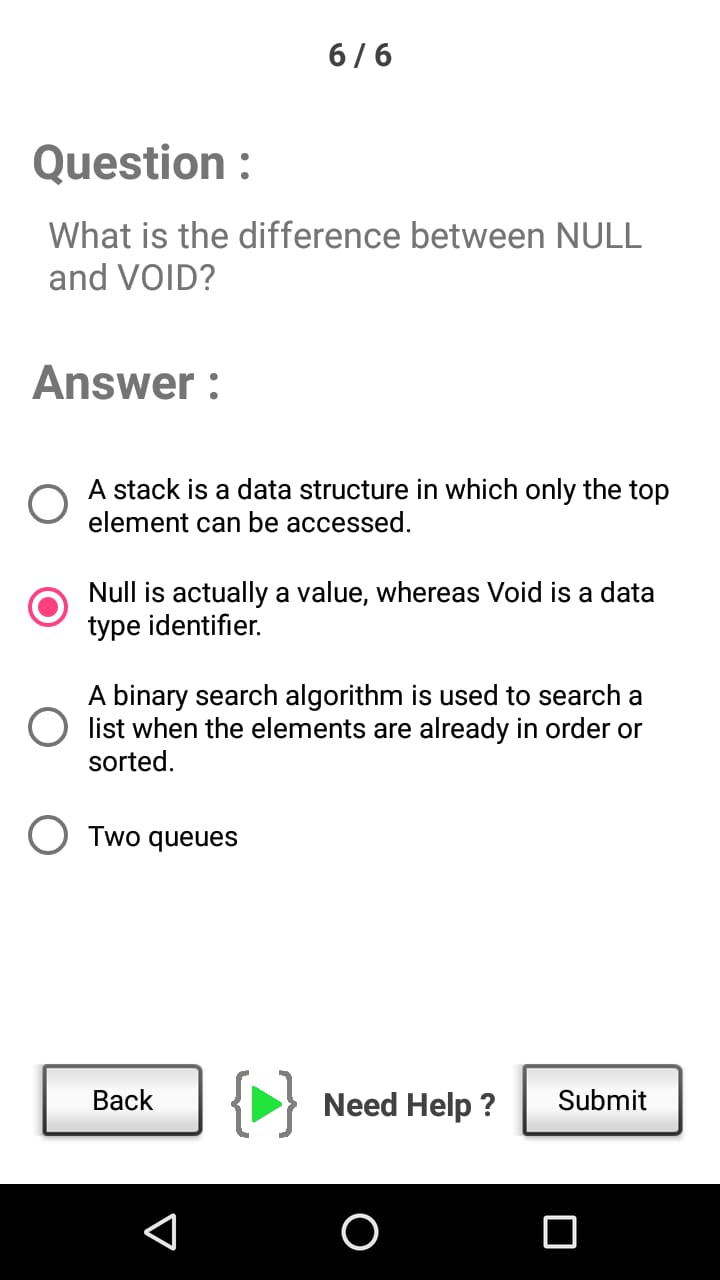 6 / 6
Question :
What is the difference between NULL
and VOID?
Answer :
A stack is a data structure in which only the top
element can be accessed.
Null is actually a value, whereas Void is a data
type identifier.
A binary search algorithm is used to search a
list when the elements are already in order or
sorted.
Two queues
Back
Need Help ?
Submit